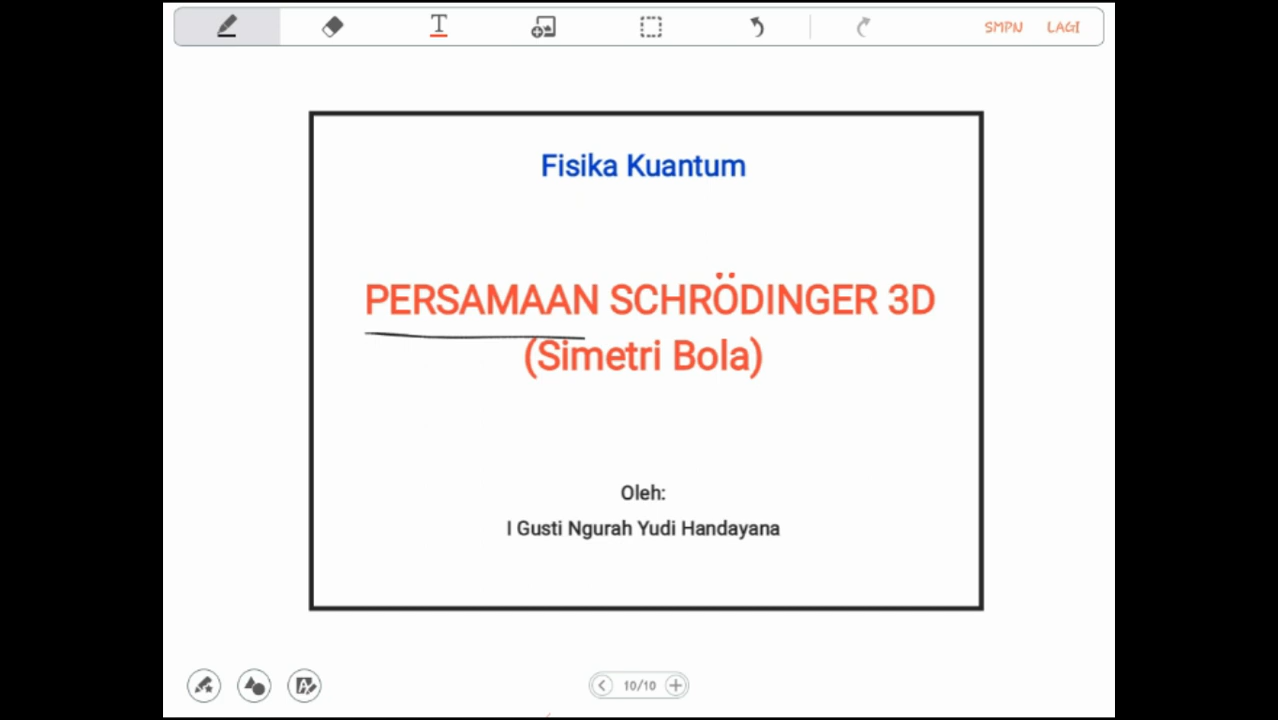 T
SMPN LAGI
Fisika Kuantum
PERSAMAAN SCHRÖDINGER 3D
(Simetri Bola)
Oleh:
I Gusti Ngurah Yudi Handayana
10/10